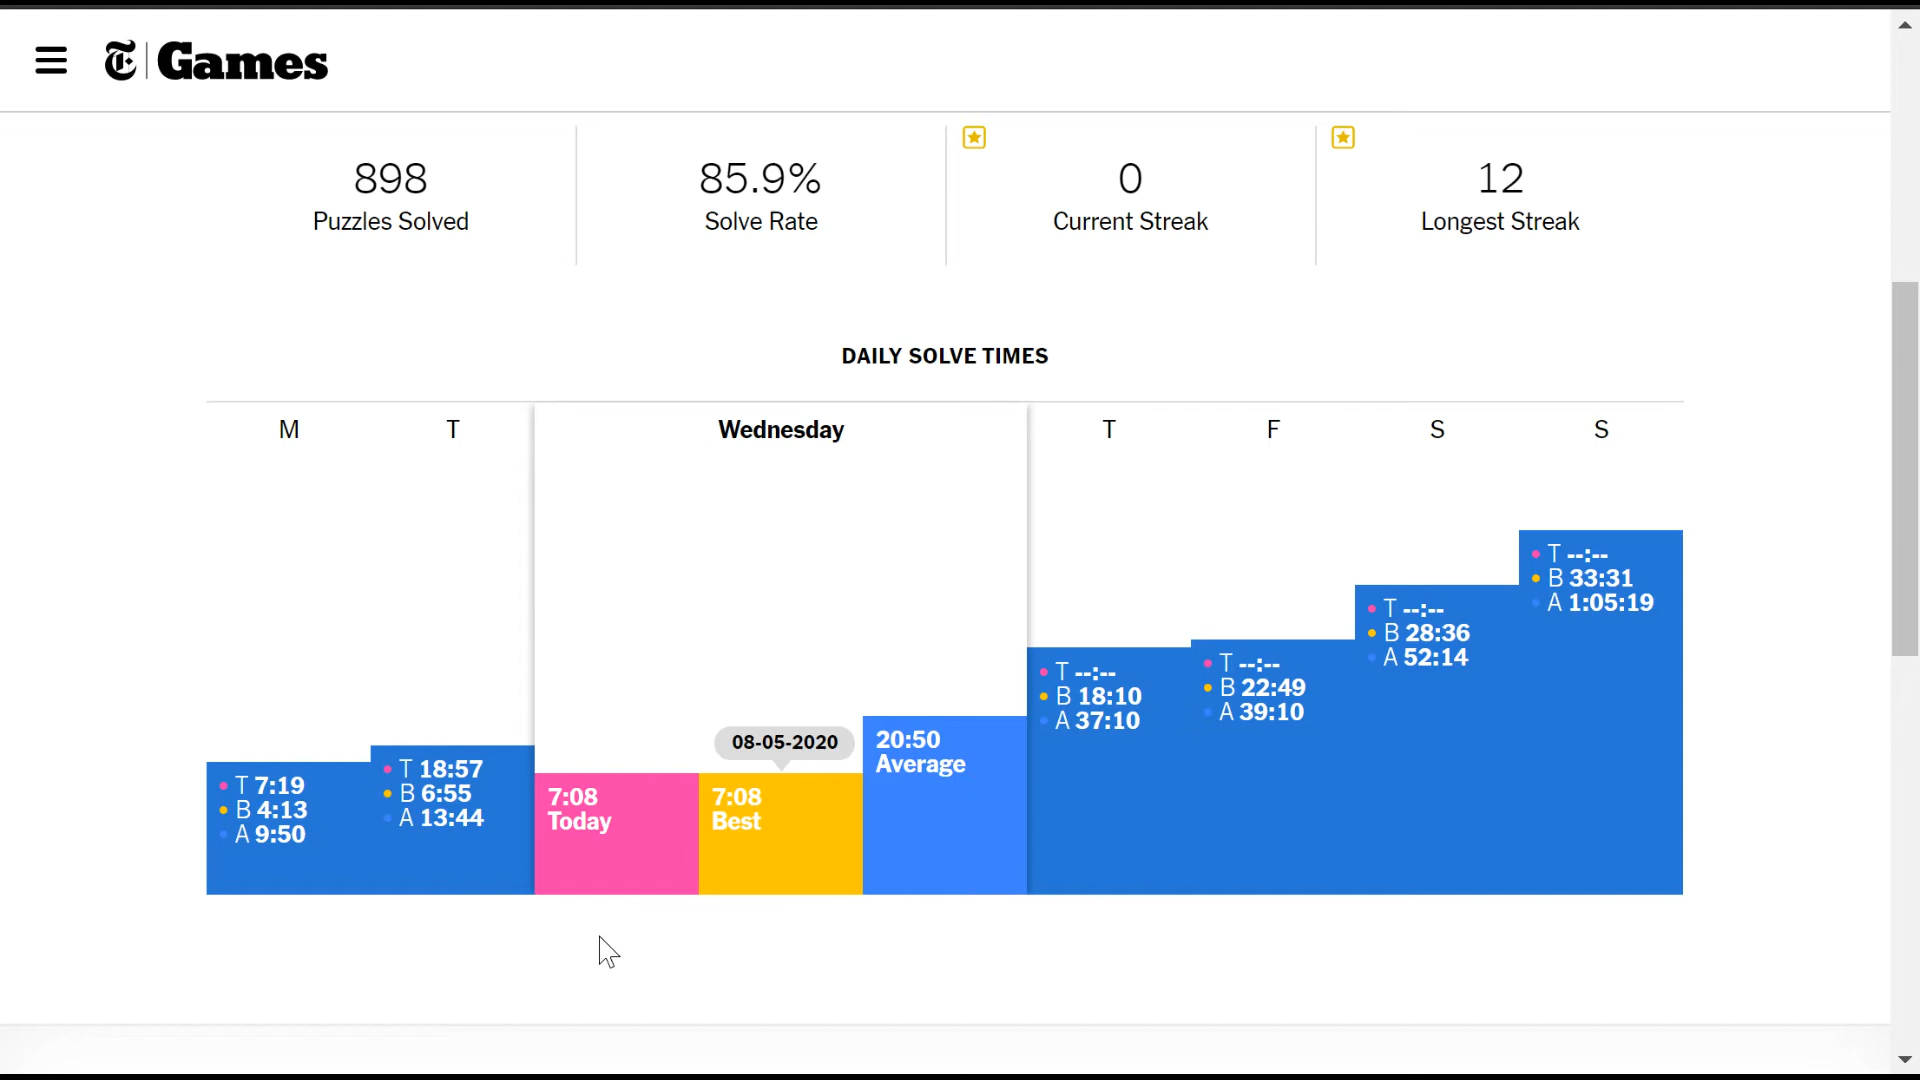 T Games
898
Puzzles Solved
85.9%
Solve Rate
0
Current Streak
12
Longest Streak
DAILY SOLVE TIMES
M
T
Wednesday
T
F
S
S
T 7:19
B 4:13
A 9:50
T 18:57
B 6:55
A 13:44
7:08
Today
08-05-2020
7:08
Best
20:50
Average
T --:--
B 18:10
A 37:10
T --:--
B 22:49
A 39:10
T --:--
B 28:36
A 52:14
T --:--
B 33:31
A 1:05:19